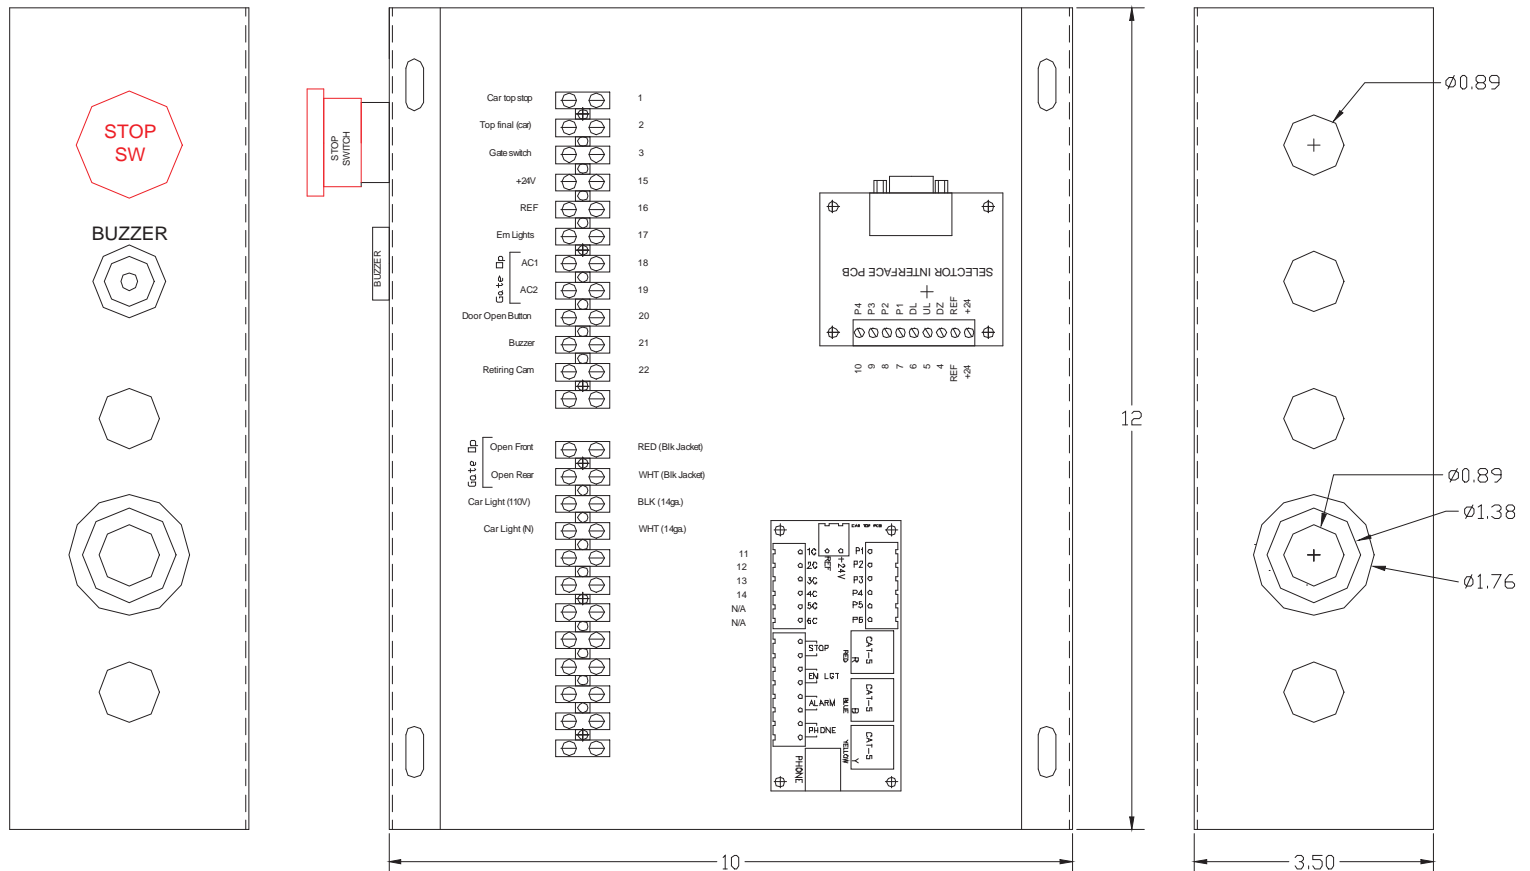 STOP
SW
BUZZER
STOP
SWITCH
BUZZER
Car top stop 1
Top final (car) 2
Gate switch 3
+24V 15
REF 16
Em Lights 17
Gate Op
AC1 18
AC2 19
Door Open Button 20
Buzzer 21
Retiring Cam 22
Gate Op
Open Front RED (Blk Jacket)
Open Rear WHT (Blk Jacket)
Car Light (110V) BLK (14ga.)
Car Light (N) WHT (14ga.)
SELECTOR INTERFACE PCB
P4 P3 P2 P1 DL UL DZ REF +24
10 9 8 7 6 5 4 REF +24
CAR TOP PCB
REF +24V
11 1C P1
12 2C P2
13 3C P3
14 4C P4
N/A 5C P5
N/A 6C P6
STOP
EM LGT
ALARM
PHONE
PHONE
CAT-5
R
RED
CAT-5
B
BLUE
CAT-5
Y
YELLOW
12
10
Ø0.89
Ø0.89
Ø1.38
Ø1.76
3.50